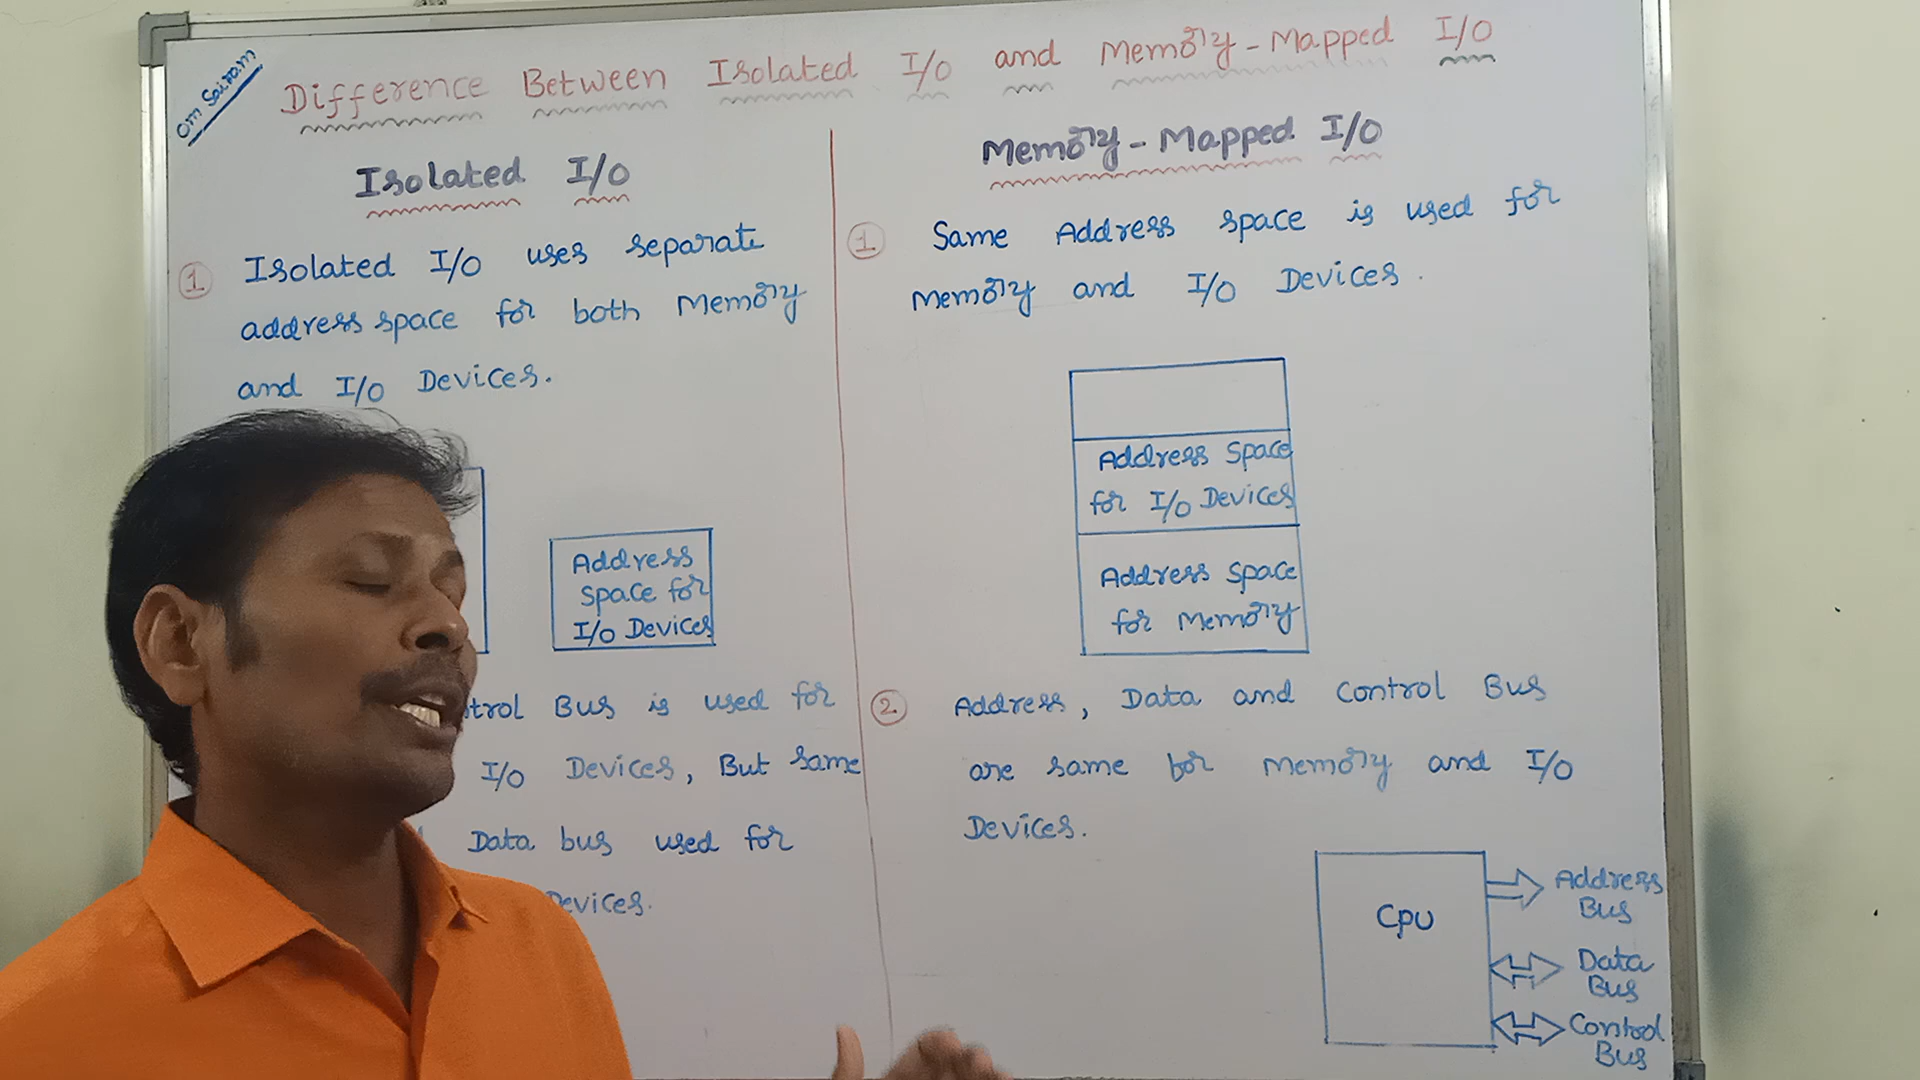 Om Sairam
Difference Between Isolated I/O and Memory-Mapped I/O
Isolated I/O
1 Isolated I/O uses separate
address space for both Memory
and I/O Devices.
Address
Space for
I/O Devices
Bus is used for
I/O Devices, But same
Data bus used for
Devices.
Memory-Mapped I/O
1 Same Address space is used for
Memory and I/O Devices.
Address Space
for I/O Devices
Address Space
for Memory
2. Address, Data and Control Bus
are same for memory and I/O
Devices.
CPU
Address
Bus
Data
Bus
Control
Bus